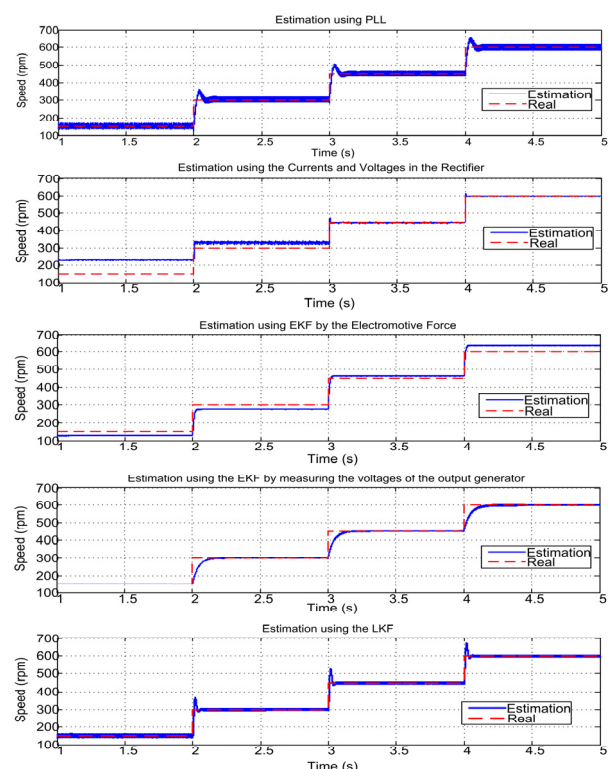 Estimation using PLL
700
600
500
400
300
200
100
Speed (rpm)
Estimation
Real
1 1.5 2 2.5 3 3.5 4 4.5 5
Time (s)
Estimation using the Currents and Voltages in the Rectifier
700
600
500
400
300
200
100
Speed (rpm)
Estimation
Real
1 1.5 2 2.5 3 3.5 4 4.5 5
Time (s)
Estimation using EKF by the Electromotive Force
700
600
500
400
300
200
100
Speed (rpm)
Estimation
Real
1 1.5 2 2.5 3 3.5 4 4.5 5
Time (s)
Estimation using the EKF by measuring the voltages of the output generator
700
600
500
400
300
200
100
Speed (rpm)
Estimation
Real
1 1.5 2 2.5 3 3.5 4 4.5 5
Time (s)
Estimation using the LKF
700
600
500
400
300
200
100
Speed (rpm)
Estimation
Real
1 1.5 2 2.5 3 3.5 4 4.5 5
Time (s)